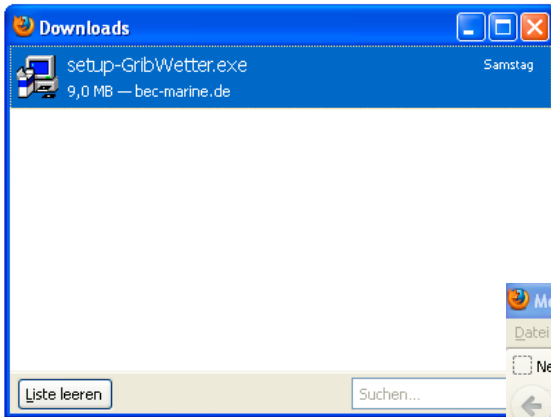 Downloads
setup-GribWetter.exe
Samstag
9,0 MB — bec-marine.de
Datei
Liste leeren
Suchen...